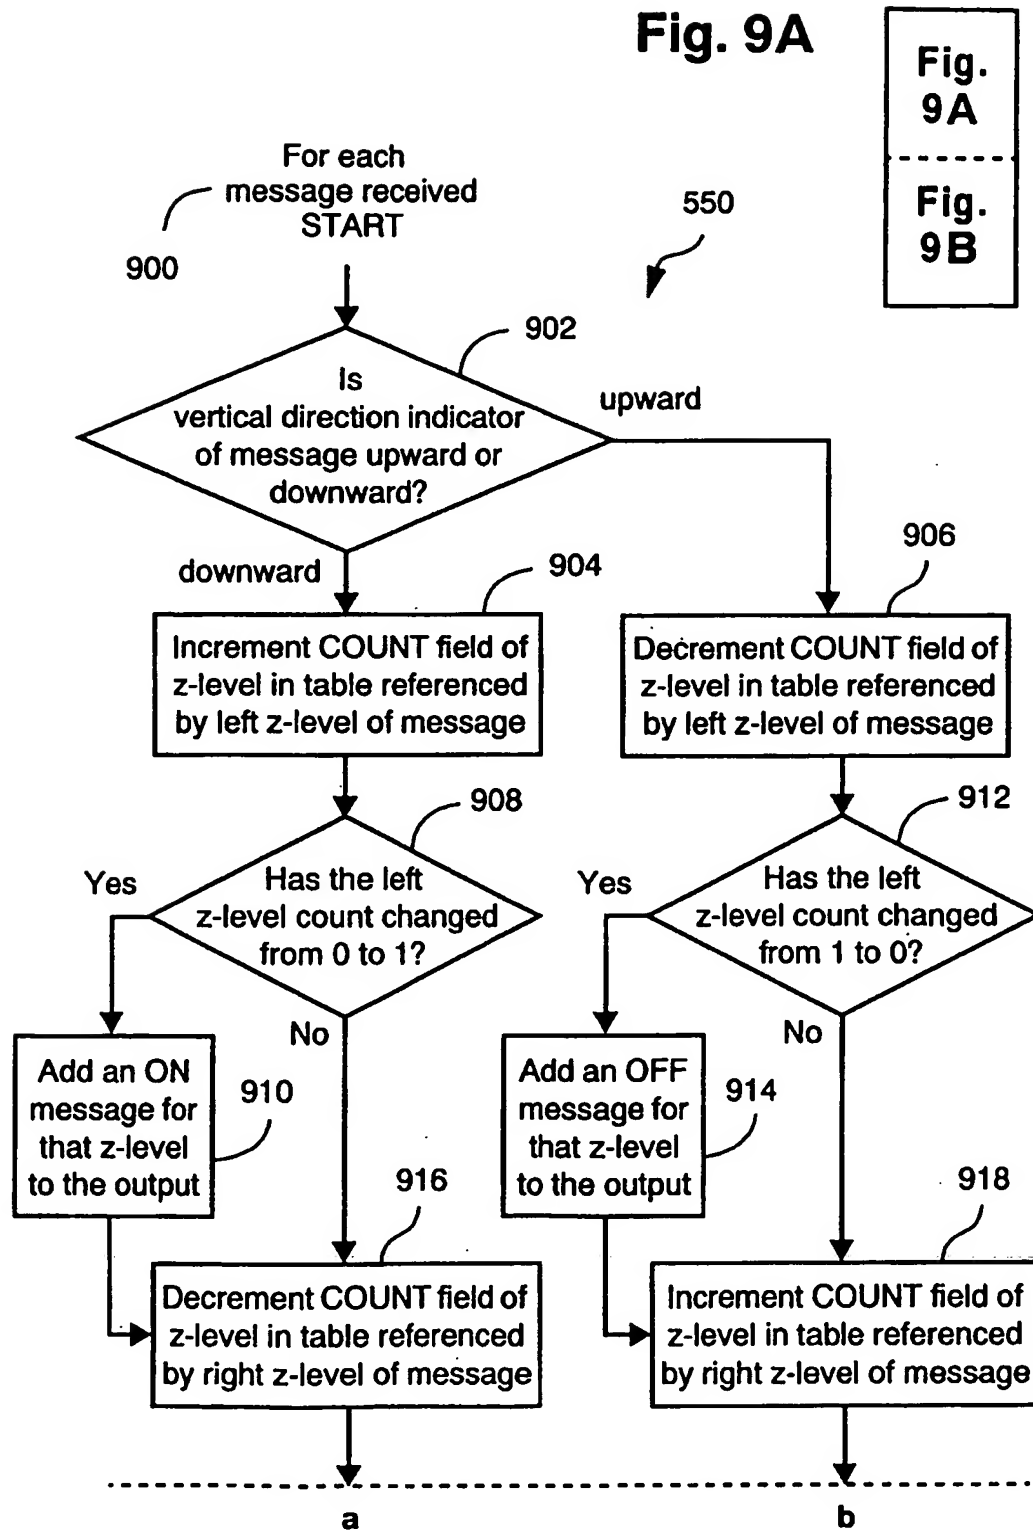 Fig. 9A
Fig.
9A
Fig.
9B
For each
message received
START
900
550
902
Is
vertical direction indicator
of message upward or
downward?
upward
downward
904
906
Increment COUNT field of
z-level in table referenced
by left z-level of message
Decrement COUNT field of
z-level in table referenced
by left z-level of message
908
912
Yes
Has the left
z-level count changed
from 0 to 1?
Yes
Has the left
z-level count changed
from 1 to 0?
No
No
Add an ON
message for
that z-level
to the output
910
Add an OFF
message for
that z-level
to the output
914
916
918
Decrement COUNT field of
z-level in table referenced
by right z-level of message
Increment COUNT field of
z-level in table referenced
by right z-level of message
a
b